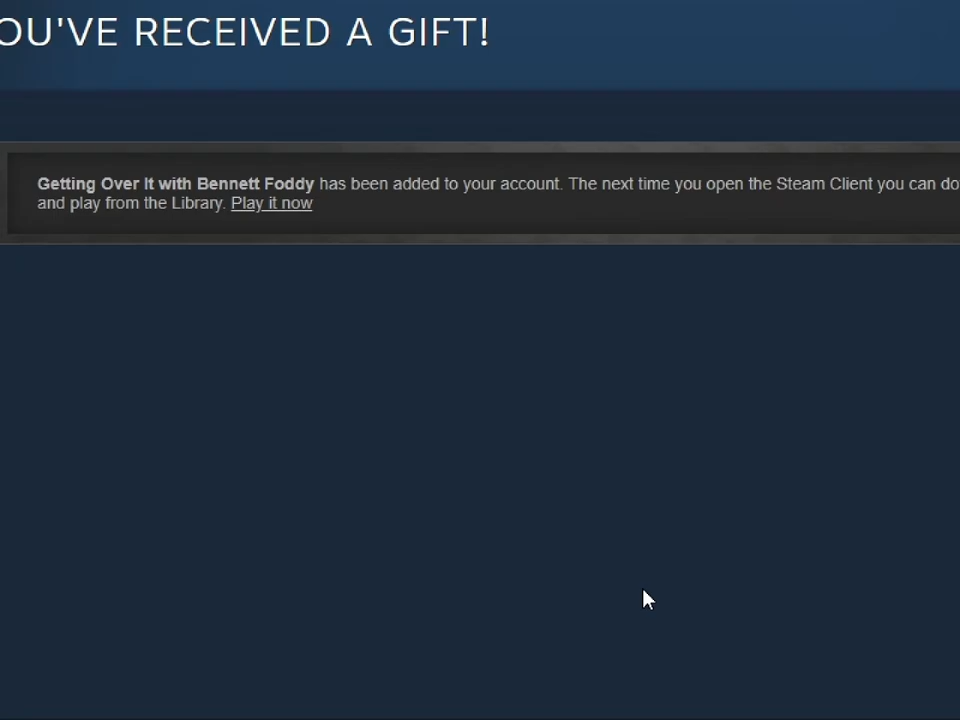 OU'VE RECEIVED A GIFT!
Getting Over It with Bennett Foddy has been added to your account. The next time you open the Steam Client you can do
and play from the Library. Play it now